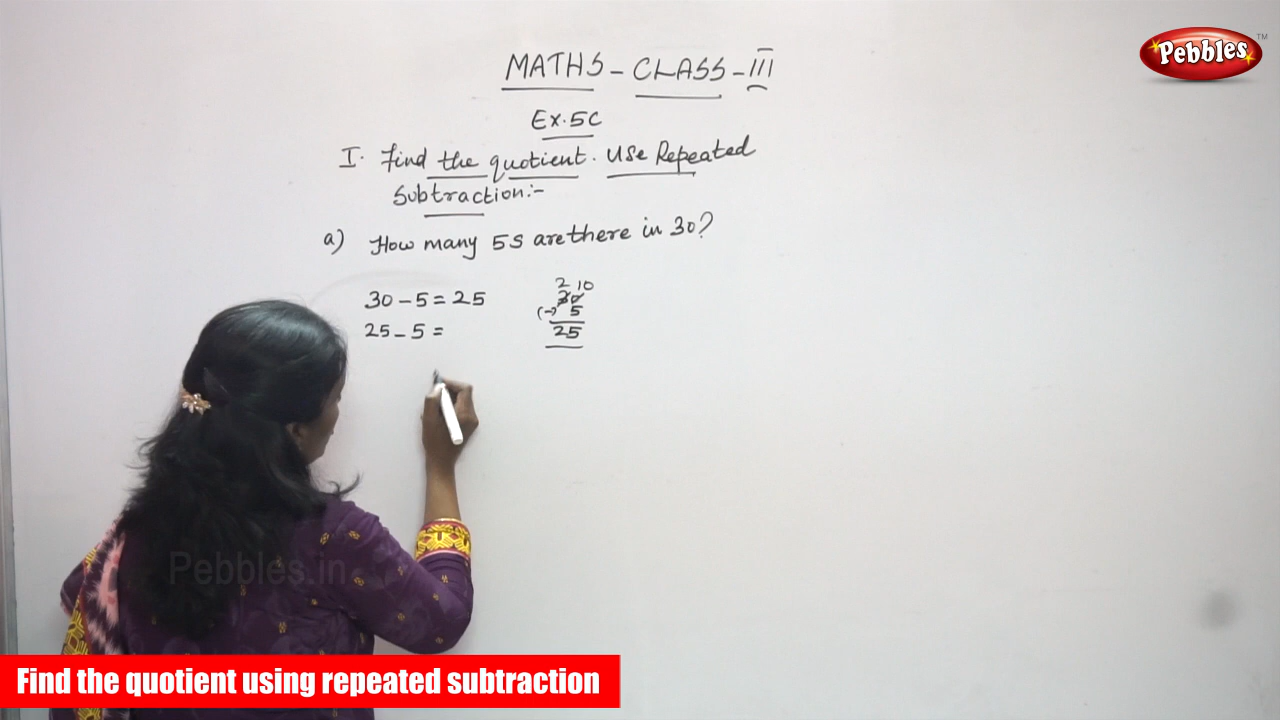 Pebbles TM
MATHS - CLASS - III
Ex.5C
I. Find the quotient. Use Repeated
Subtraction:-
a) How many 5s are there in 30?
30 - 5 = 25
25 - 5 =
2 10
30
(-) 5
25
Pebbles.in
Find the quotient using repeated subtraction